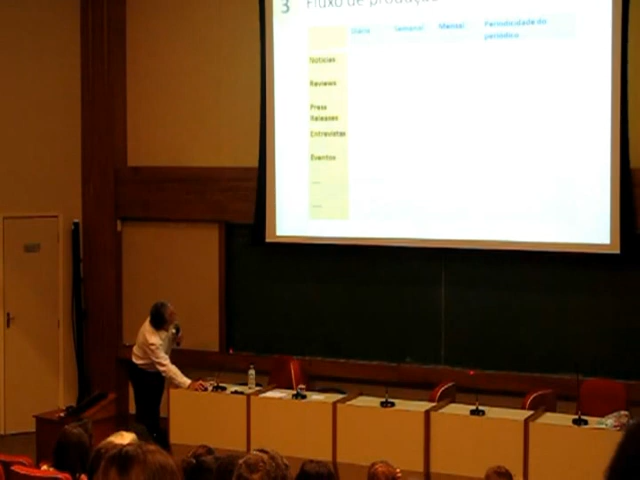 3 Fluxo de produção
Diário Semanal Mensal Periodicidade do
periódico
Notícias
Reviews
Press
Releases
Entrevistas
Eventos
....
....